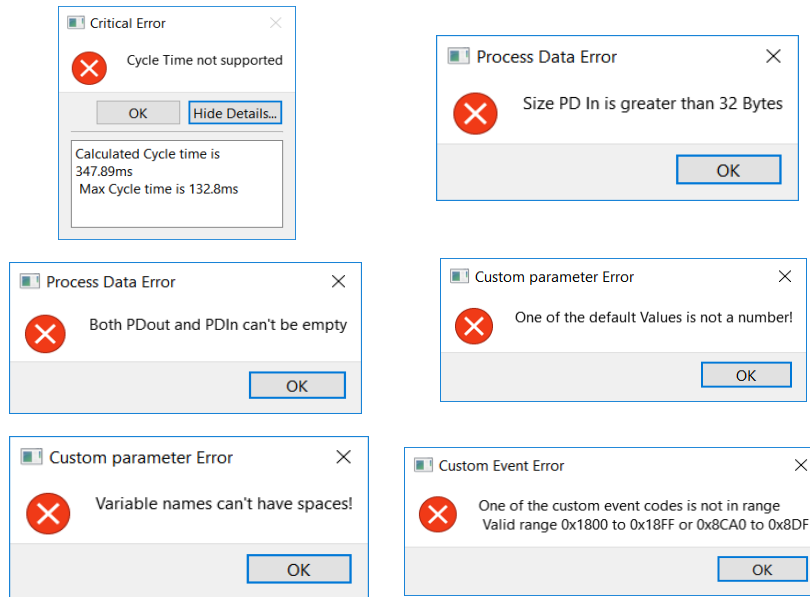 Critical Error
Cycle Time not supported
OK
Hide Details...
Calculated Cycle time is
347.89ms
Max Cycle time is 132.8ms
Process Data Error
Size PD In is greater than 32 Bytes
OK
Process Data Error
Both PDout and PDIn can't be empty
OK
Custom parameter Error
One of the default Values is not a number!
OK
Custom parameter Error
Variable names can't have spaces!
OK
Custom Event Error
One of the custom event codes is not in range
Valid range 0x1800 to 0x18FF or 0x8CA0 to 0x8DF
OK